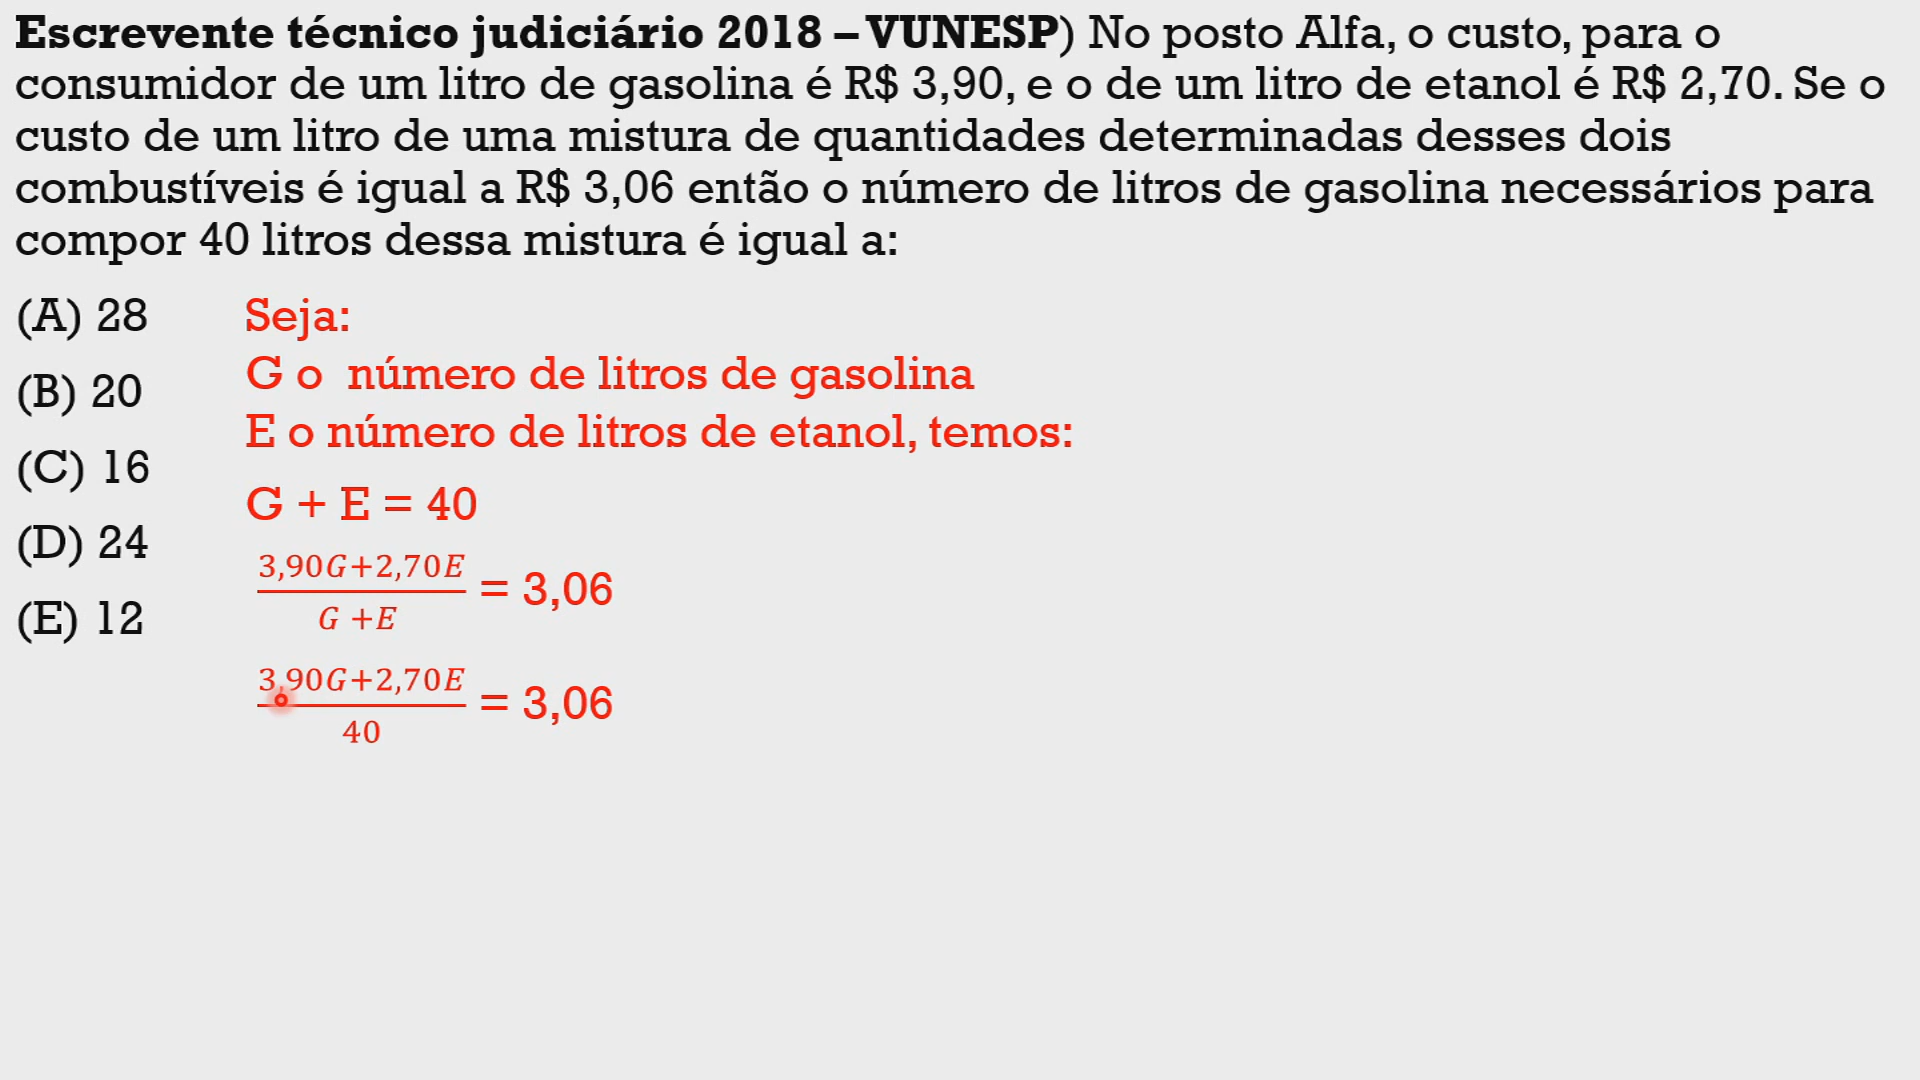 Escrevente técnico judiciário 2018 – VUNESP) No posto Alfa, o custo, para o
consumidor de um litro de gasolina é R$ 3,90, e o de um litro de etanol é R$ 2,70. Se o
custo de um litro de uma mistura de quantidades determinadas desses dois
combustíveis é igual a R$ 3,06 então o número de litros de gasolina necessários para
compor 40 litros dessa mistura é igual a:
(A) 28
(B) 20
(C) 16
(D) 24
(E) 12
Seja:
G o número de litros de gasolina
E o número de litros de etanol, temos:
G + E = 40
3,90G+2,70E
G +E
= 3,06
3,90G+2,70E
40
= 3,06